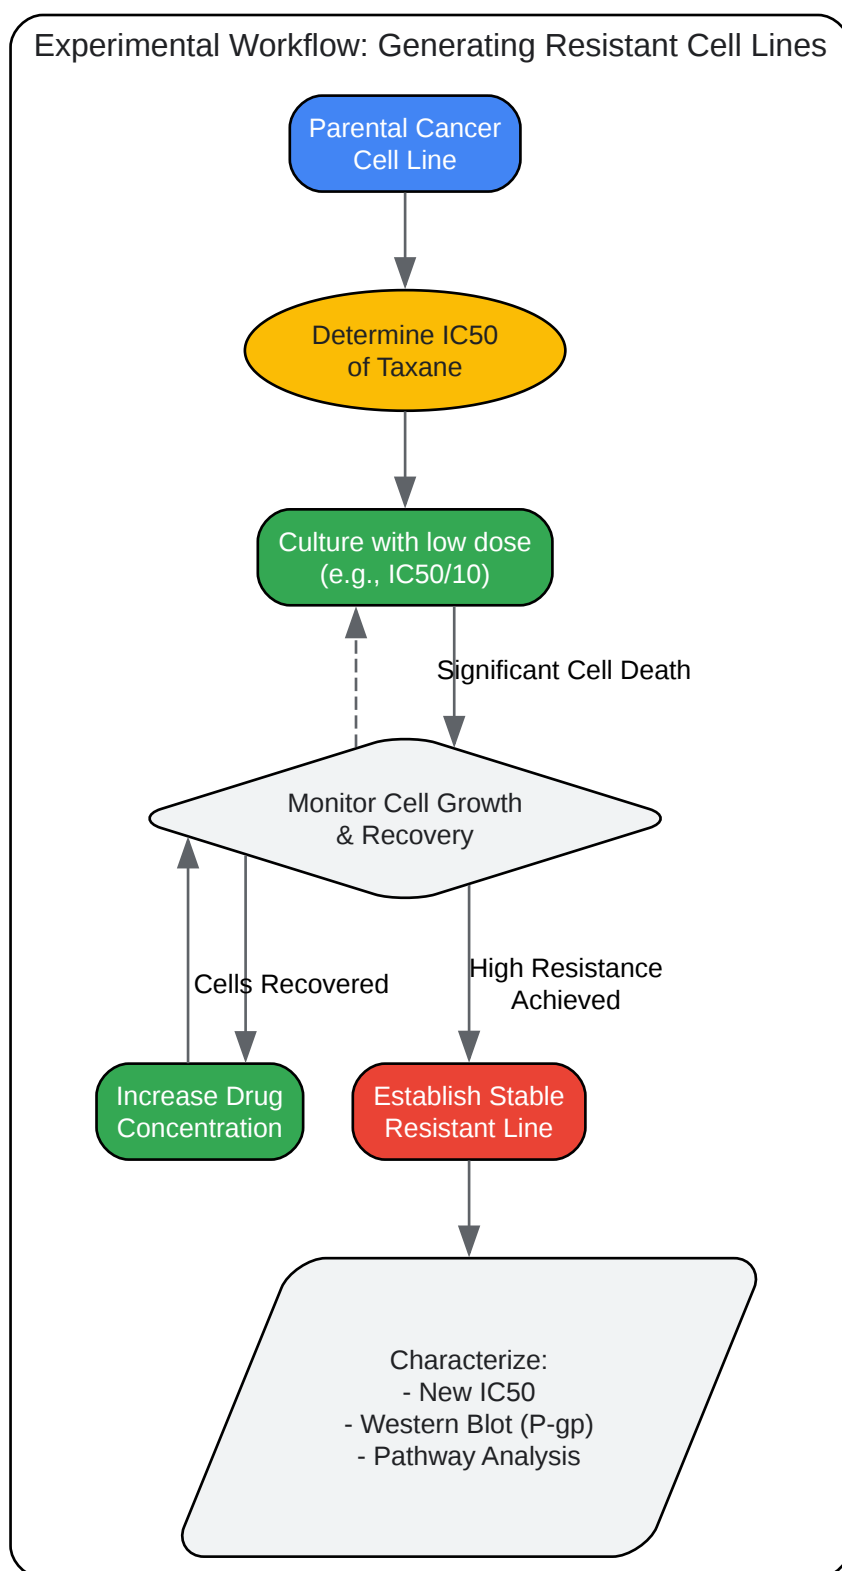 Experimental Workflow: Generating Resistant Cell Lines
Parental Cancer
Cell Line
Determine IC50
of Taxane
Culture with low dose
(e.g., IC50/10)
Significant Cell Death
Monitor Cell Growth
& Recovery
Cells Recovered
High Resistance
Achieved
Increase Drug
Concentration
Establish Stable
Resistant Line
Characterize:
- New IC50
- Western Blot (P-gp)
- Pathway Analysis